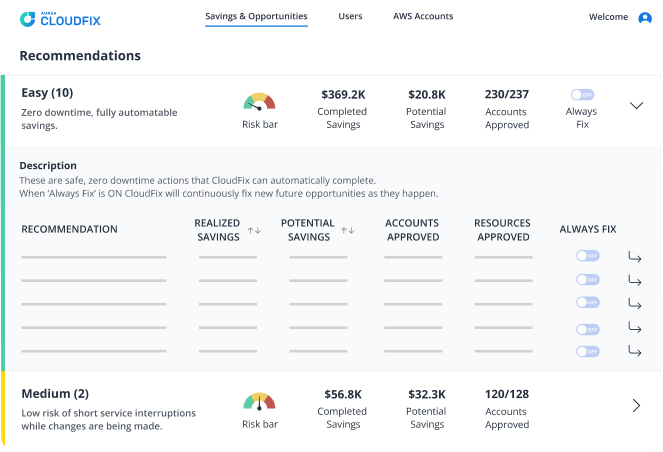 AUREA
CLOUDFIX
Savings & Opportunities
Users
AWS Accounts
Welcome
Recommendations
Easy (10)
Zero downtime, fully automatable
savings.
Risk bar
$369.2K
Completed
Savings
$20.8K
Potential
Savings
230/237
Accounts
Approved
OFF
Always
Fix
Description
These are safe, zero downtime actions that CloudFix can automatically complete.
When ‘Always Fix’ is ON CloudFix will continuously fix new future opportunities as they happen.
RECOMMENDATION
REALIZED
SAVINGS
POTENTIAL
SAVINGS
ACCOUNTS
APPROVED
RESOURCES
APPROVED
ALWAYS FIX
OFF
OFF
OFF
OFF
OFF
Medium (2)
Low risk of short service interruptions
while changes are being made.
Risk bar
$56.8K
Completed
Savings
$32.3K
Potential
Savings
120/128
Accounts
Approved